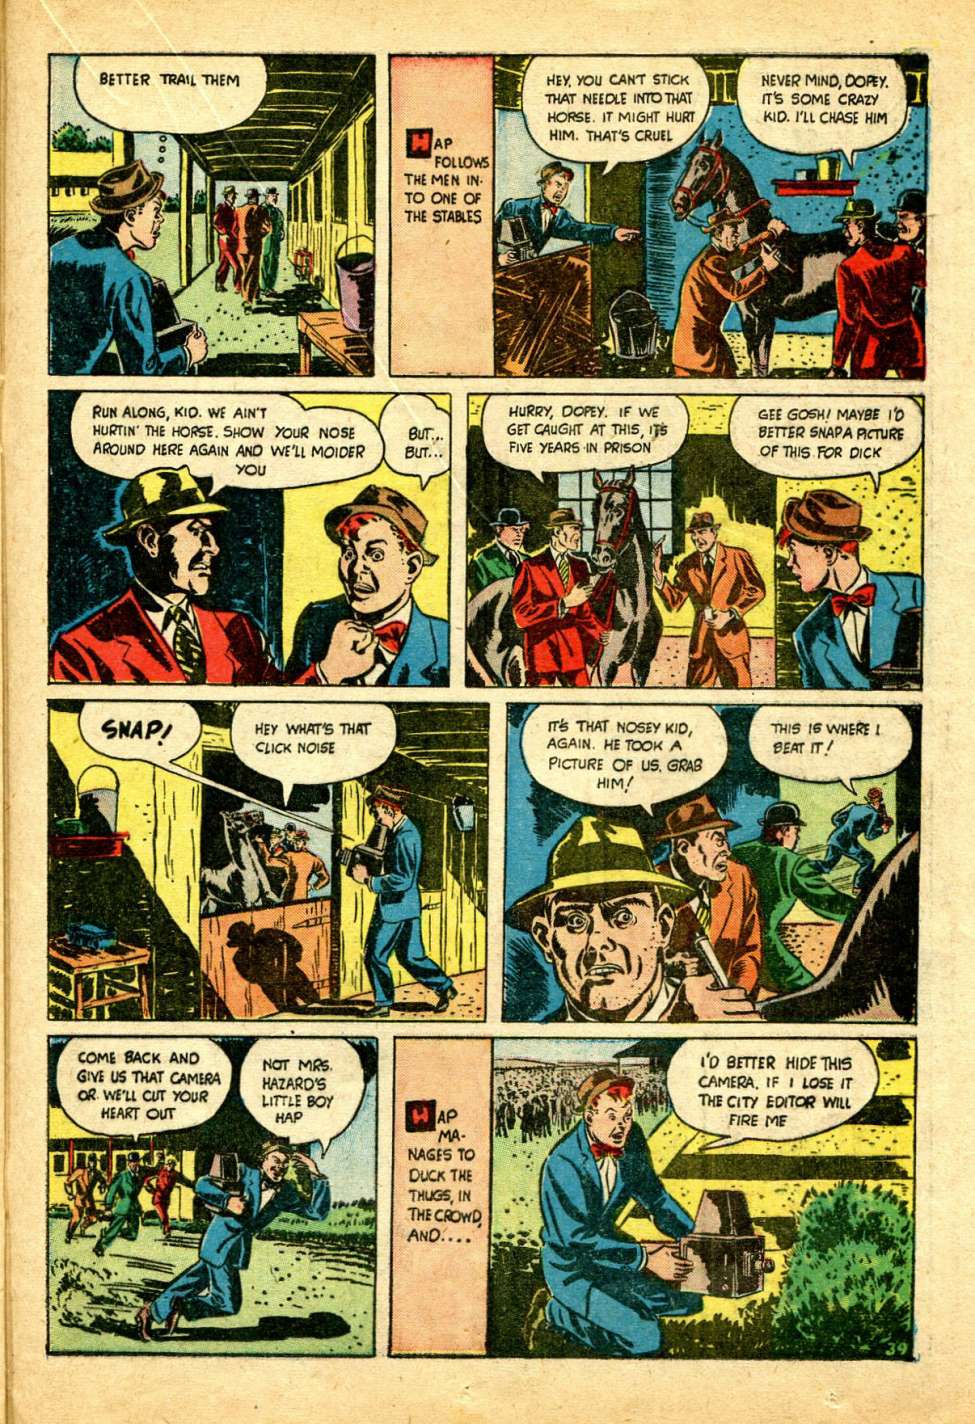 BETTER TRAIL THEM
HAP
FOLLOWS
THE MEN IN-
TO ONE OF
THE STABLES
HEY, YOU CAN'T STICK
THAT NEEDLE INTO THAT
HORSE. IT MIGHT HURT
HIM. THAT'S CRUEL
NEVER MIND, DOPEY.
IT'S SOME CRAZY
KID. I'LL CHASE HIM
RUN ALONG, KID. WE AIN'T
HURTIN' THE HORSE. SHOW YOUR NOSE
AROUND HERE AGAIN AND WE'LL MOIDER
YOU
BUT...
BUT...
HURRY, DOPEY. IF WE
GET CAUGHT AT THIS, IT'S
FIVE YEARS IN PRISON
GEE GOSH! MAYBE I'D
BETTER SNAP A PICTURE
OF THIS FOR DICK
SNAP!
HEY WHAT'S THAT
CLICK NOISE
IT'S THAT NOSEY KID,
AGAIN. HE TOOK A
PICTURE OF US. GRAB
HIM!
THIS IS WHERE I
BEAT IT!
COME BACK AND
GIVE US THAT CAMERA
OR WE'LL CUT YOUR
HEART OUT
NOT MRS.
HAZARD'S
LITTLE BOY
HAP
HAP
MA-
NAGES TO
DUCK THE
THUGS, IN
THE CROWD,
AND....
I'D BETTER HIDE THIS
CAMERA. IF I LOSE IT
THE CITY EDITOR WILL
FIRE ME
39